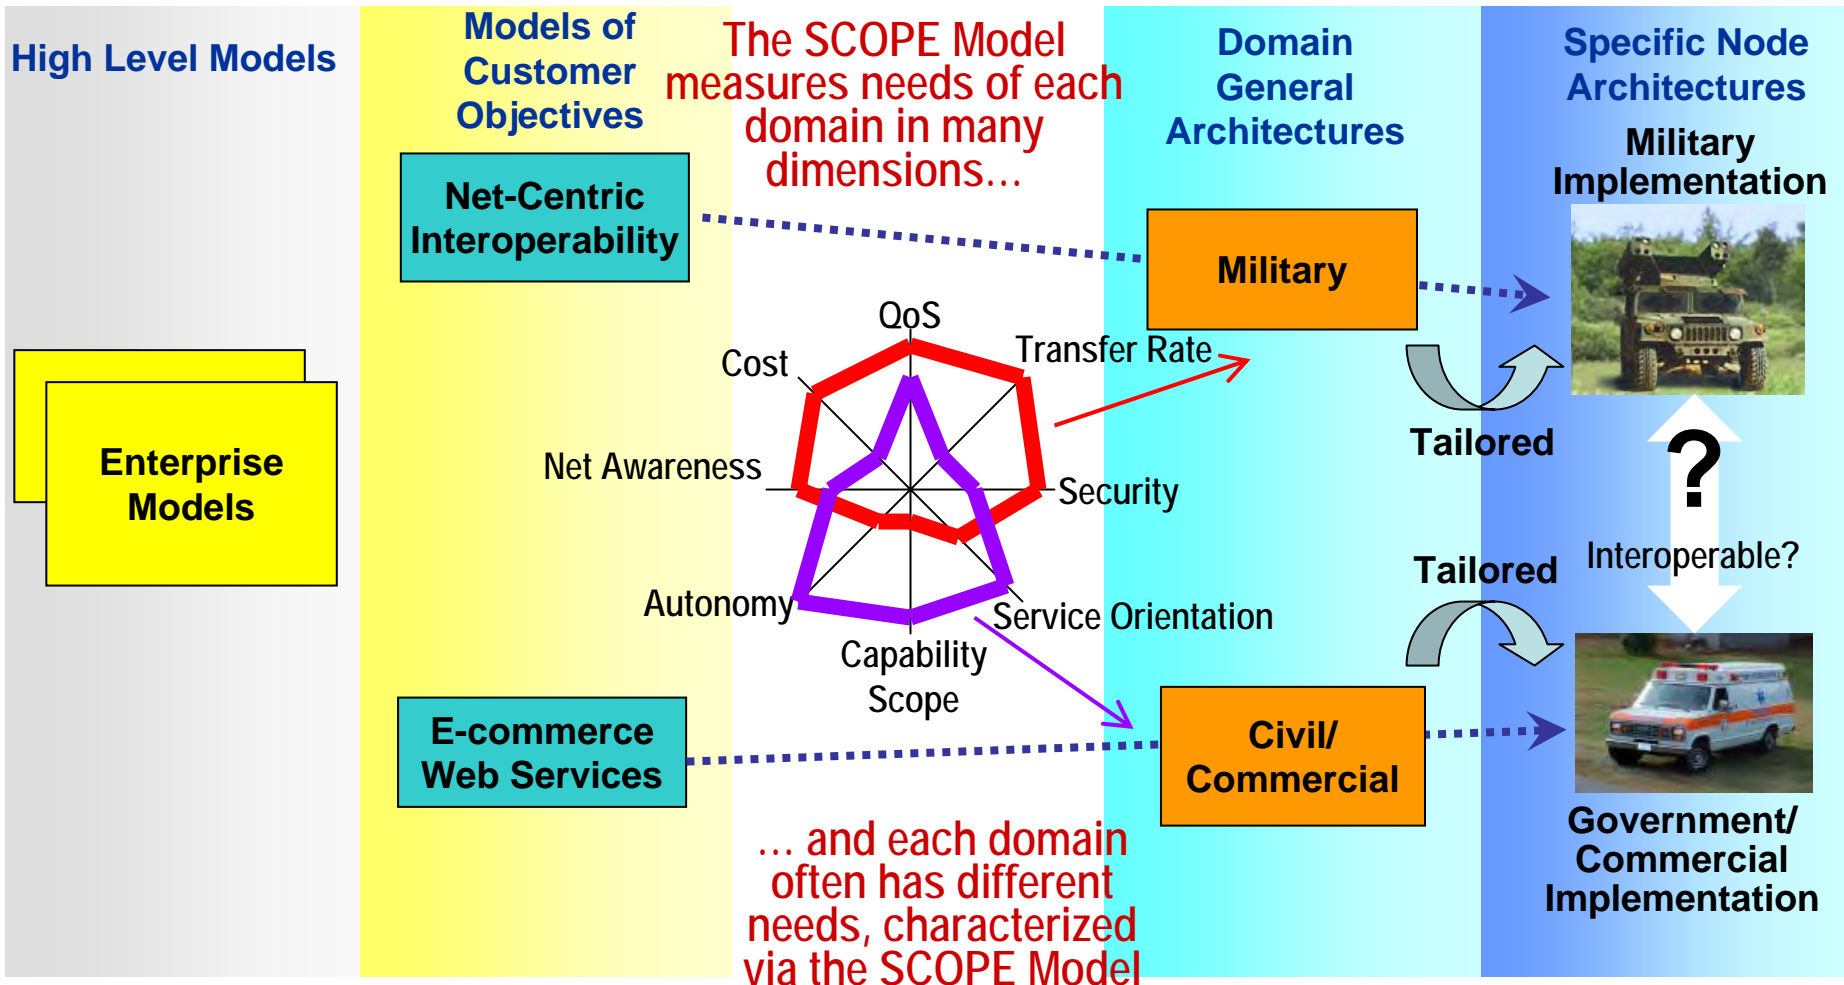 High Level Models
Models of
Customer
Objectives
The SCOPE Model
measures needs of each
domain in many
dimensions…
Domain
General
Architectures
Specific Node
Architectures
Military
Implementation
Net-Centric
Interoperability
Military
QoS
Cost
Transfer Rate
Net Awareness
Security
Autonomy
Service Orientation
Capability
Scope
Enterprise
Models
Tailored
?
Interoperable?
Tailored
E-commerce
Web Services
Civil/
Commercial
Government/
Commercial
Implementation
… and each domain
often has different
needs, characterized
via the SCOPE Model